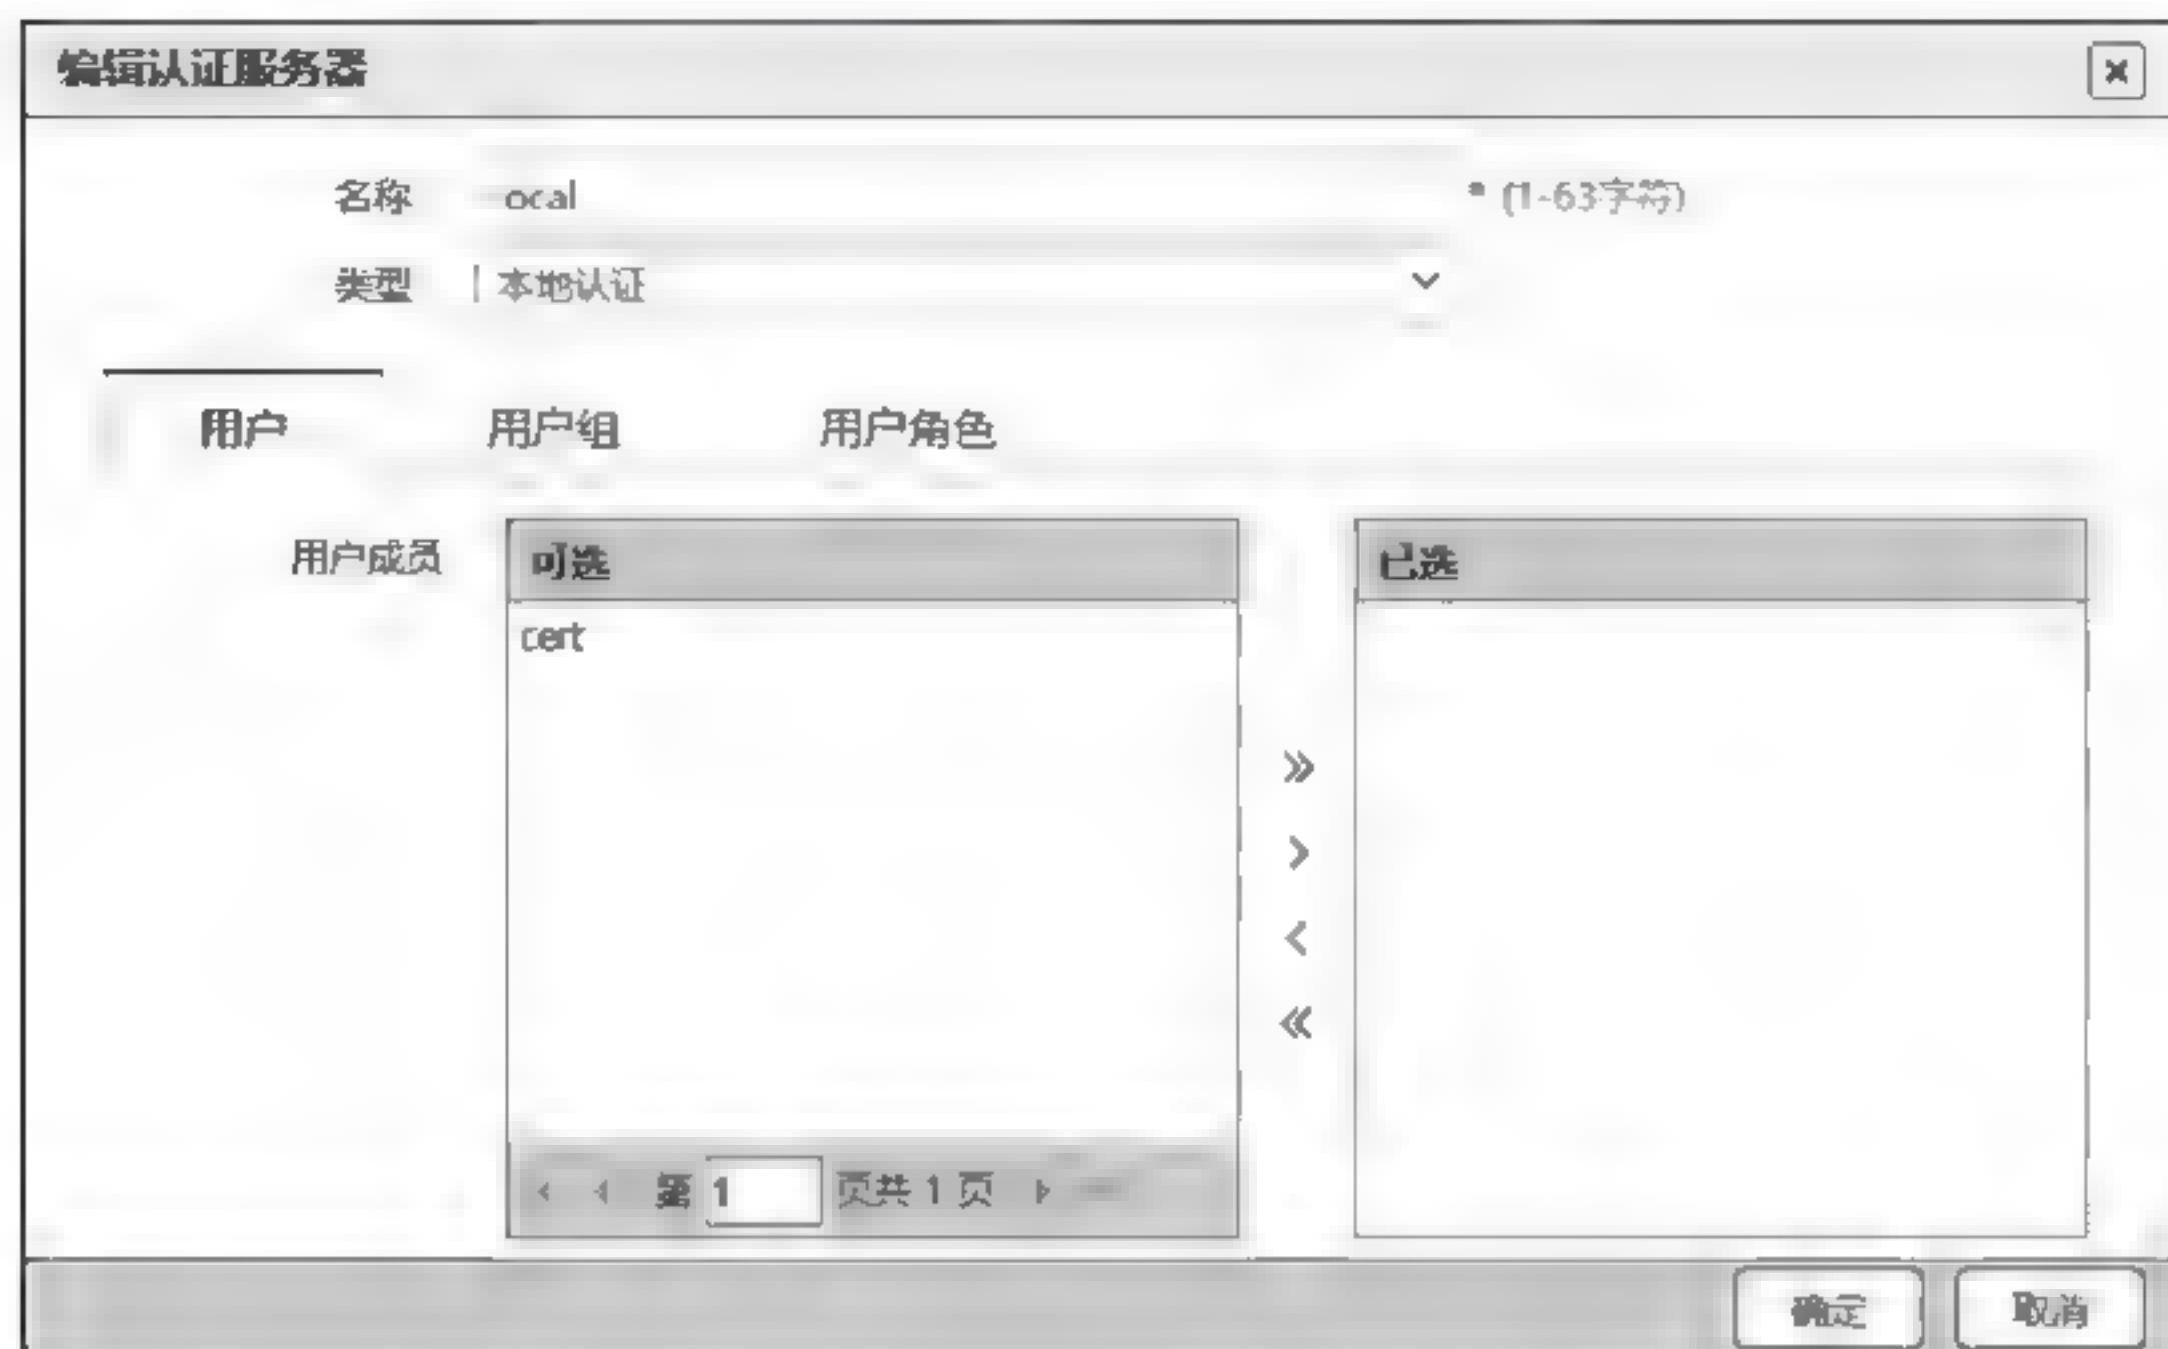 编辑认证服务器
名称 ocal * (1-63字符)
类型 本地认证
用户 用户组 用户角色
用户成员 可选 已选
cert
第 1 页共 1 页
确定 取消